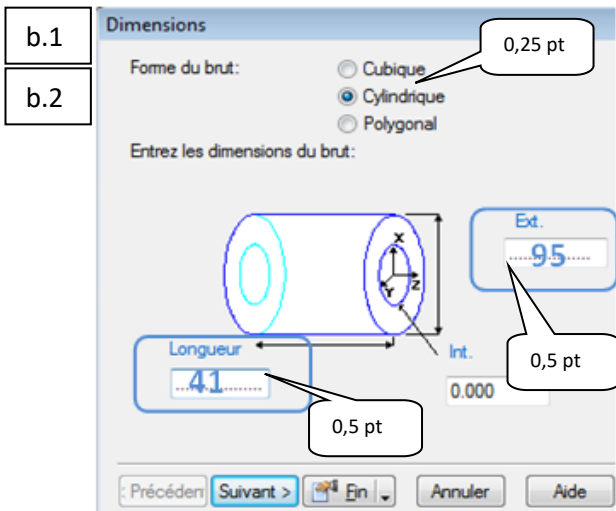 b.1
b.2
Dimensions
Forme du brut:
Cubique
Cylindrique
Polygonal
0,25 pt
Entrez les dimensions du brut:
X
Y
Z
Ext.
95
Longueur
41
Int.
0.000
0,5 pt
0,5 pt
: Précéden
Suivant >
Fin
Annuler
Aide